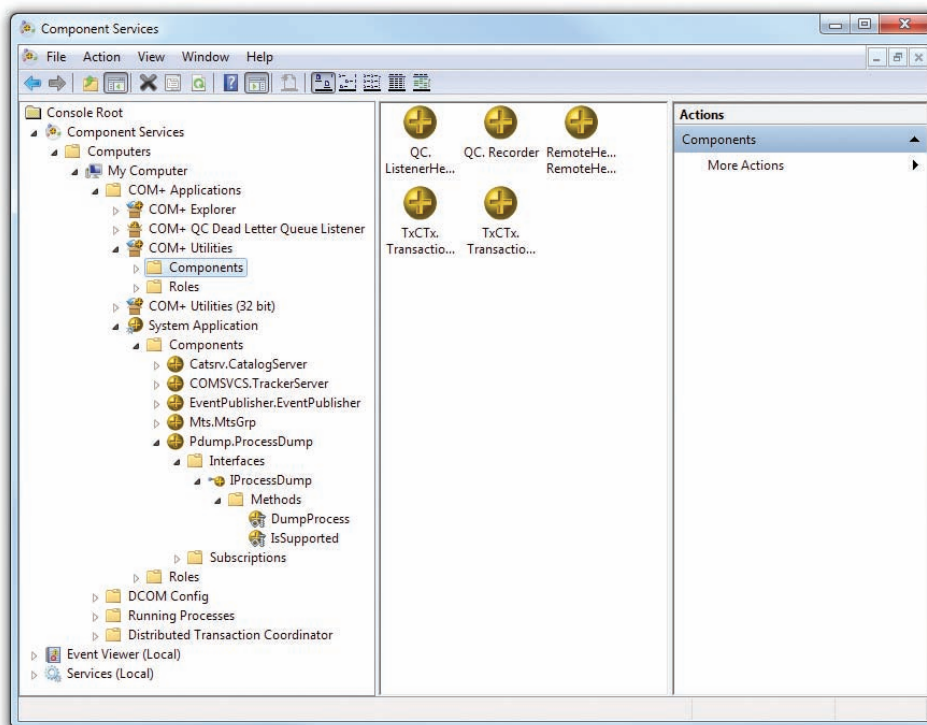 Component Services
File Action View Window Help
Console Root
Component Services
Computers
My Computer
COM+ Applications
COM+ Explorer
COM+ QC Dead Letter Queue Listener
COM+ Utilities
Components
Roles
COM+ Utilities (32 bit)
System Application
Components
Catsrv.CatalogServer
COMSVCS.TrackerServer
EventPublisher.EventPublisher
Mts.MtsGrp
Pdump.ProcessDump
Interfaces
IProcessDump
Methods
DumpProcess
IsSupported
Subscriptions
Roles
DCOM Config
Running Processes
Distributed Transaction Coordinator
Event Viewer (Local)
Services (Local)
QC. QC. Recorder RemoteHe...
ListenerHe... RemoteHe...
TxCTx. TxCTx.
Transactio... Transactio...
Actions
Components
More Actions